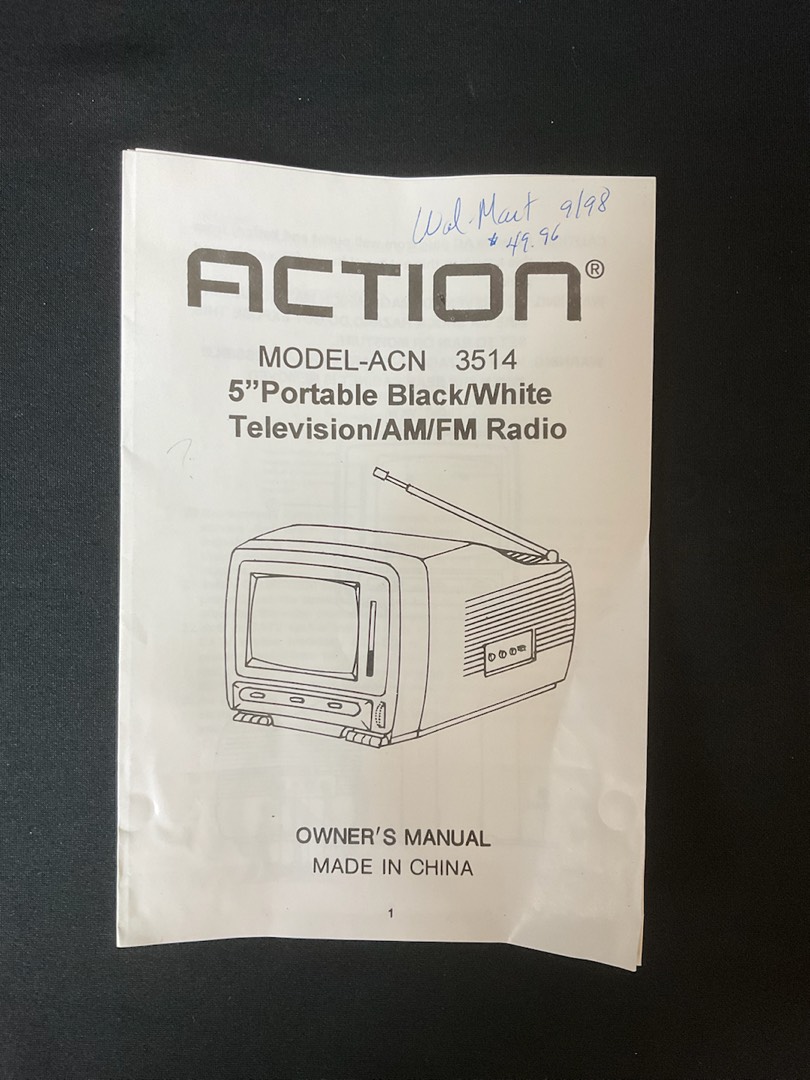 Wal-Mart 9/98
$49.96
ACTION®
MODEL-ACN 3514
5”Portable Black/White
Television/AM/FM Radio
OWNER'S MANUAL
MADE IN CHINA
1